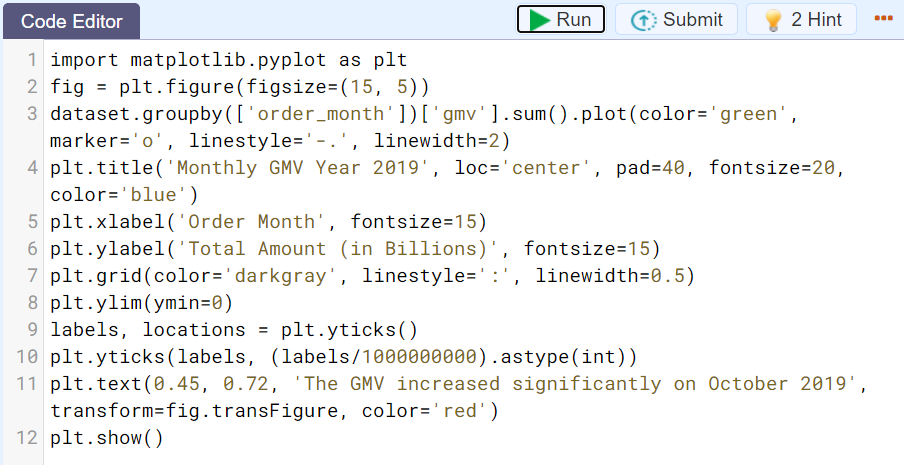 Code Editor
Run
Submit
2 Hint
1 import matplotlib.pyplot as plt
2 fig = plt.figure(figsize=(15, 5))
3 dataset.groupby(['order_month'])['gmv'].sum().plot(color='green',
marker='o', linestyle='-.', linewidth=2)
4 plt.title('Monthly GMV Year 2019', loc='center', pad=40, fontsize=20,
color='blue')
5 plt.xlabel('Order Month', fontsize=15)
6 plt.ylabel('Total Amount (in Billions)', fontsize=15)
7 plt.grid(color='darkgray', linestyle=':', linewidth=0.5)
8 plt.ylim(ymin=0)
9 labels, locations = plt.yticks()
10 plt.yticks(labels, (labels/1000000000).astype(int))
11 plt.text(0.45, 0.72, 'The GMV increased significantly on October 2019',
transform=fig.transFigure, color='red')
12 plt.show()